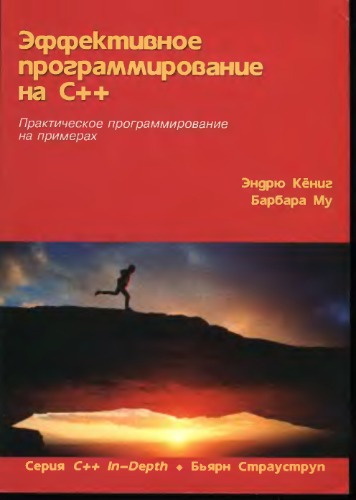 Эффективное
программирование
на C++
Практическое программирование
на примерах
Эндрю Кёниг
Барбара Му
Серия C++ In-Depth ◆ Бьярн Страуструп